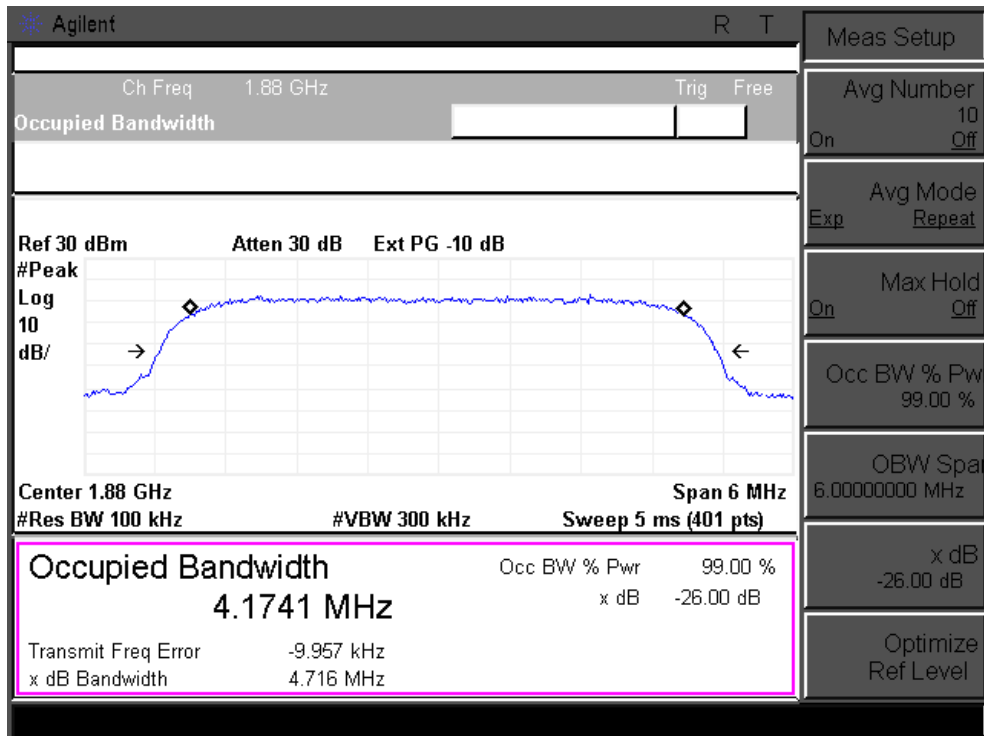 Agilent R T
Ch Freq 1.88 GHz Trig Free
Occupied Bandwidth
Ref 30 dBm Atten 30 dB Ext PG -10 dB
#Peak
Log
10
dB/
Center 1.88 GHz Span 6 MHz
#Res BW 100 kHz #VBW 300 kHz Sweep 5 ms (401 pts)
Occupied Bandwidth Occ BW % Pwr 99.00 %
4.1741 MHz x dB -26.00 dB
Transmit Freq Error -9.957 kHz
x dB Bandwidth 4.716 MHz
Meas Setup
Avg Number
10
On Off
Avg Mode
Exp Repeat
Max Hold
On Off
Occ BW % Pw
99.00 %
OBW Spa
6.00000000 MHz
x dB
-26.00 dB
Optimize
Ref Level